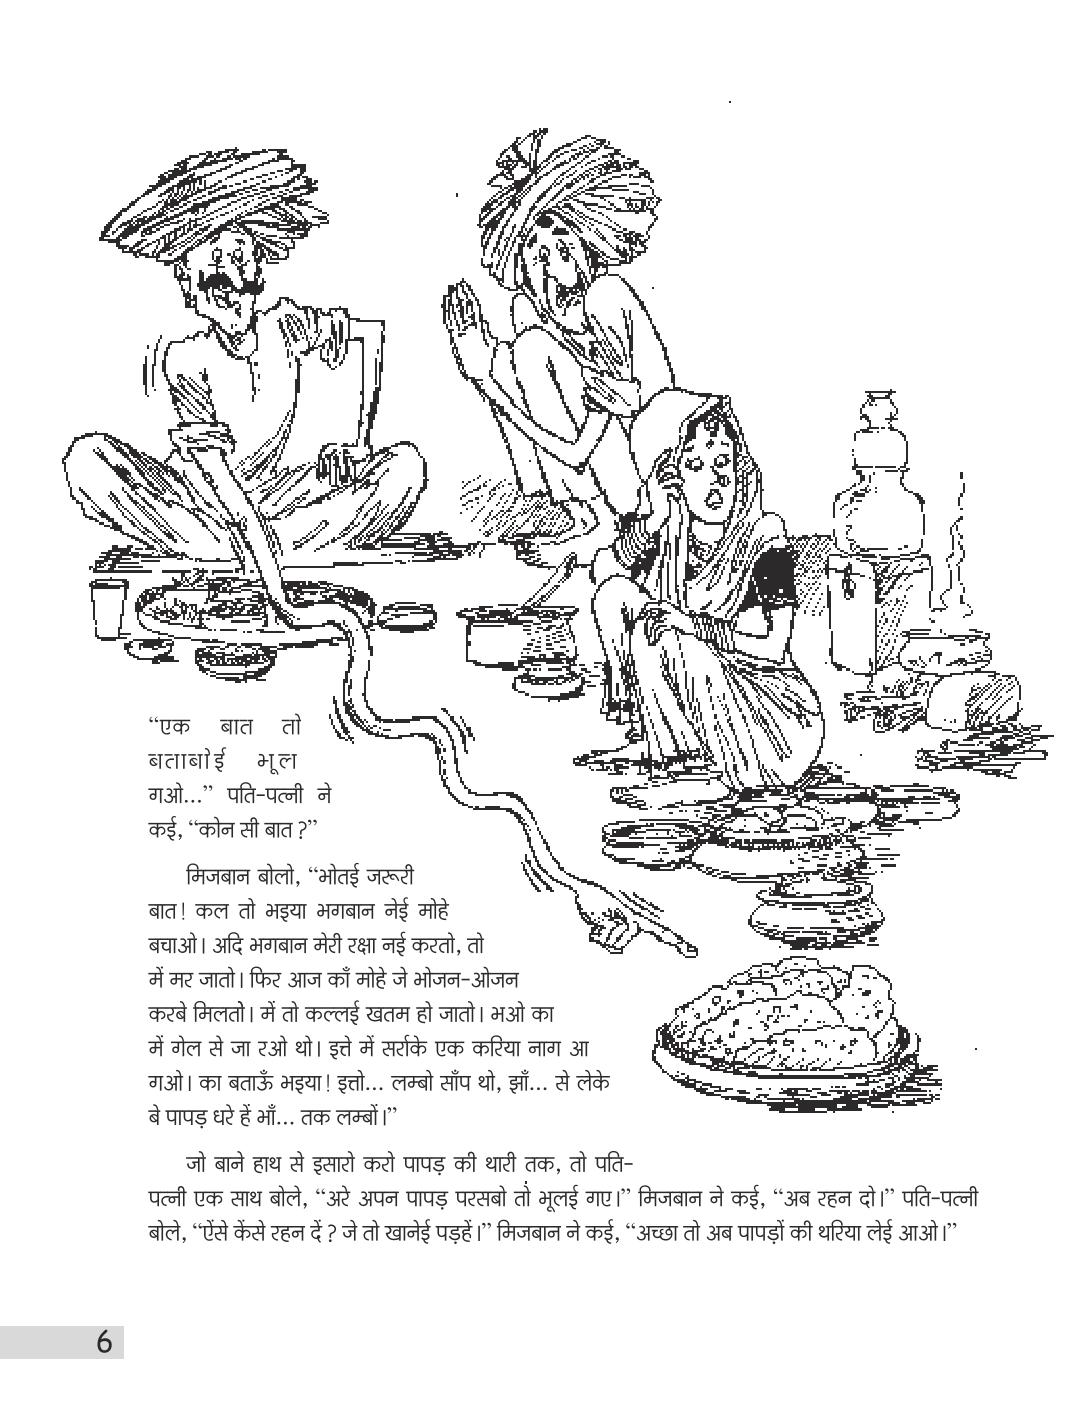 “एक बात तो
बताबोई भूल
गओ...” पति-पत्नी ने
कई, “कोन सी बात ?”
मिजबान बोलो, “भोतई जरूरी
बात! कल तो भइया भगबान नेई मोहे
बचाओ। अदि भगबान मेरी रक्षा नई करतो, तो
में मर जातो। फिर आज काँ मोहे जे भोजन-ओजन
करबे मिलतो। में तो कल्लई खतम हो जातो। भओ का
में गेल से जा रओ थो। इत्ते में सर्राके एक करिया नाग आ
गओ। का बताऊँ भइया! इत्तो... लम्बो साँप थो, झाँ... से लेके
बे पापड़ धरे हें भाँ... तक लम्बों।”
जो बाने हाथ से इसारो करो पापड़ की थारी तक, तो पति-
पत्नी एक साथ बोले, “अरे अपन पापड़ परसबो तो भूलई गए।” मिजबान ने कई, “अब रहन दो।” पति-पत्नी
बोले, “ऐंसे केंसे रहन दें ? जे तो खानेई पड़हें।” मिजबान ने कई, “अच्छा तो अब पापड़ों की थरिया लेई आओ।”
6